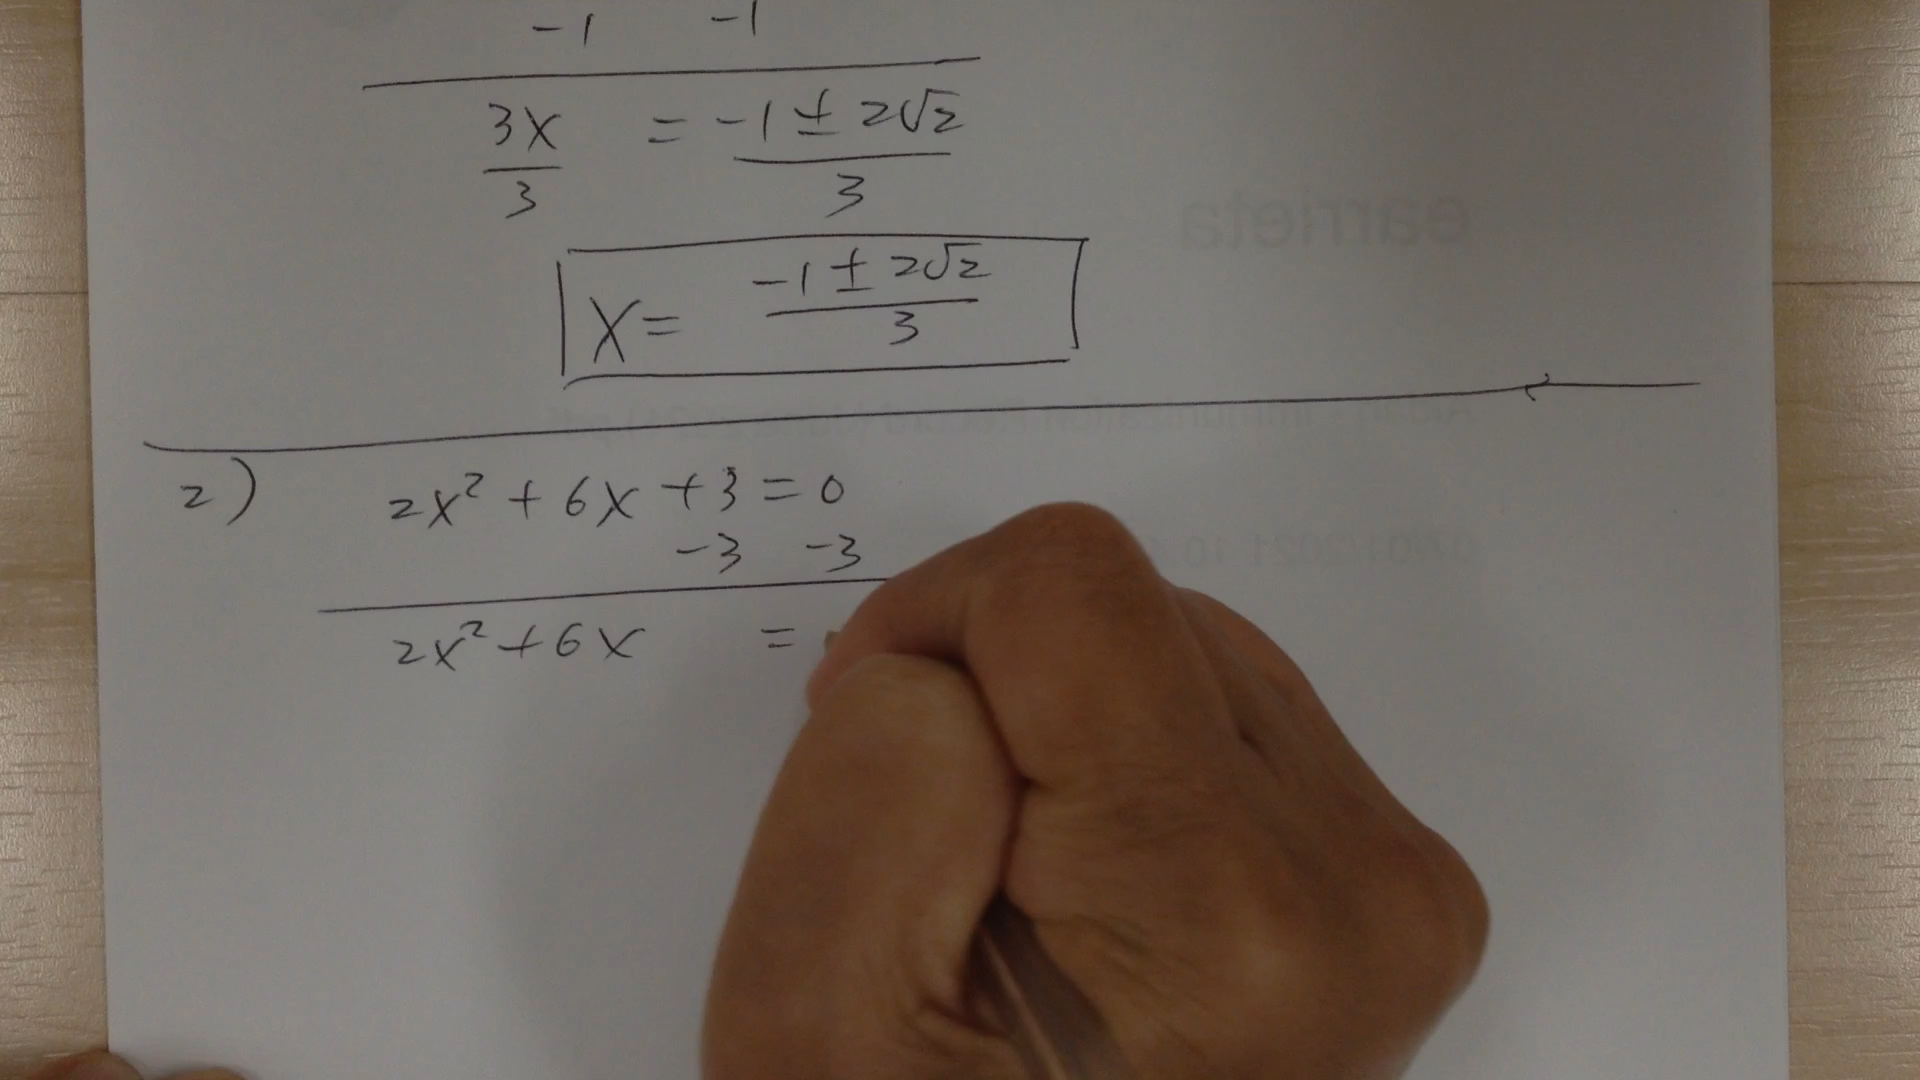 -1 -1
3x = -1 ± 2√2
3 3
x = -1 ± 2√2
3
2) 2x² + 6x + 3 = 0
-3 -3
2x² + 6x =
earrieta